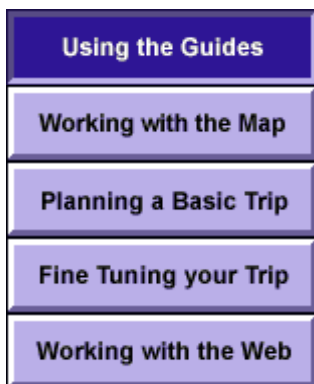 Using the Guides
Working with the Map
Planning a Basic Trip
Fine Tuning your Trip
Working with the Web